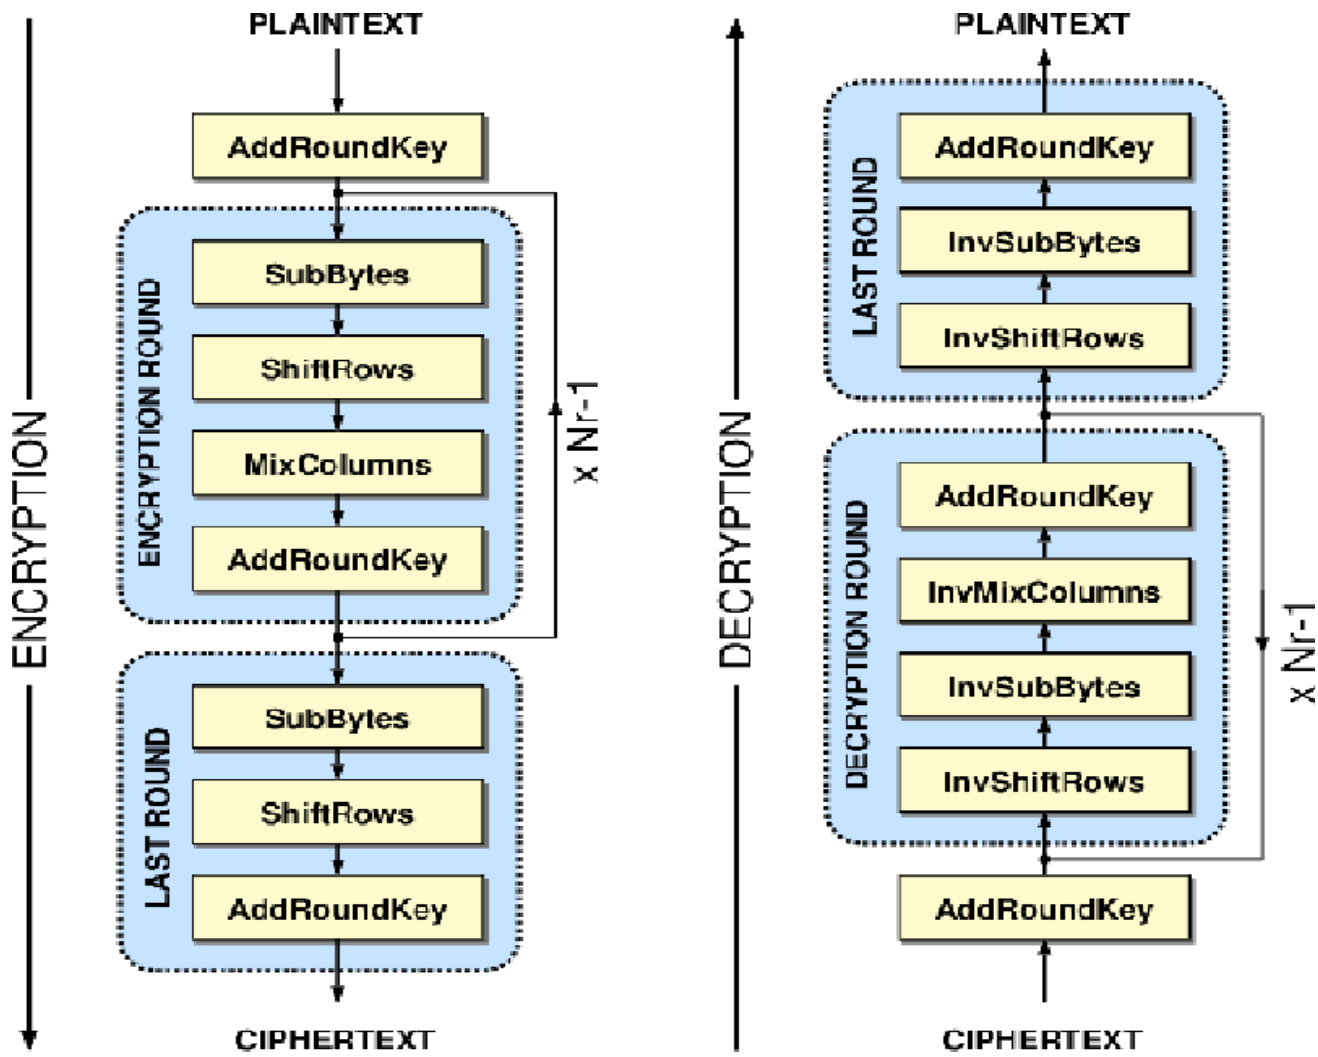 PLAINTEXT
AddRoundKey
SubBytes
ShiftRows
MixColumns
AddRoundKey
ENCRYPTION ROUND
x Nr-1
SubBytes
ShiftRows
AddRoundKey
LAST ROUND
CIPHERTEXT
ENCRYPTION
PLAINTEXT
AddRoundKey
InvSubBytes
InvShiftRows
LAST ROUND
AddRoundKey
InvMixColumns
InvSubBytes
InvShiftRows
DECRYPTION ROUND
x Nr-1
AddRoundKey
CIPHERTEXT
DECRYPTION